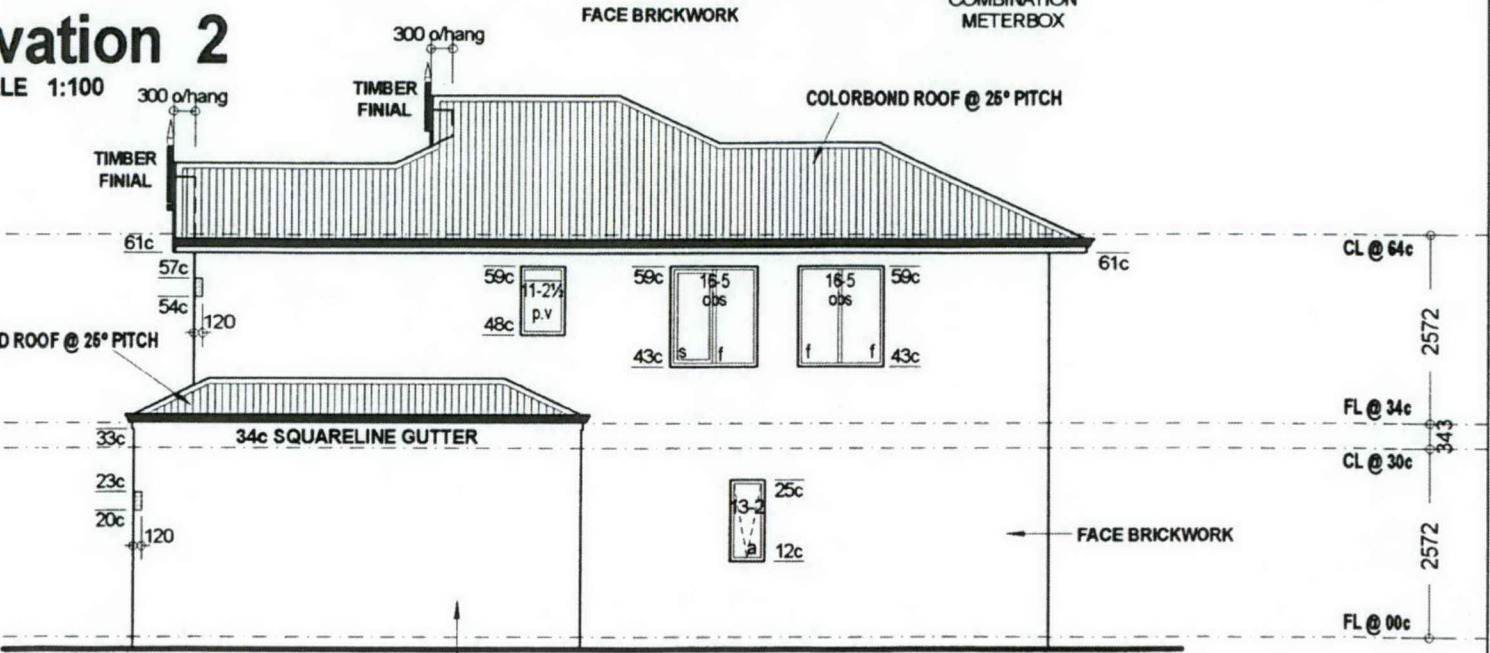 FACE BRICKWORK
COMBINATION
METERBOX
vation 2
LE 1:100
300 o/hang
300 o/hang
TIMBER
FINIAL
TIMBER
FINIAL
COLORBOND ROOF @ 25° PITCH
61c
61c
CL @ 64c
57c
54c
120
59c
11-2½
p.v
48c
59c
16-5
obs
s f
43c
16-5
obs
f f
59c
43c
2572
D ROOF @ 25° PITCH
FL @ 34c
343
33c
34c SQUARELINE GUTTER
CL @ 30c
23c
20c
120
25c
13-2
a
12c
FACE BRICKWORK
2572
FL @ 00c